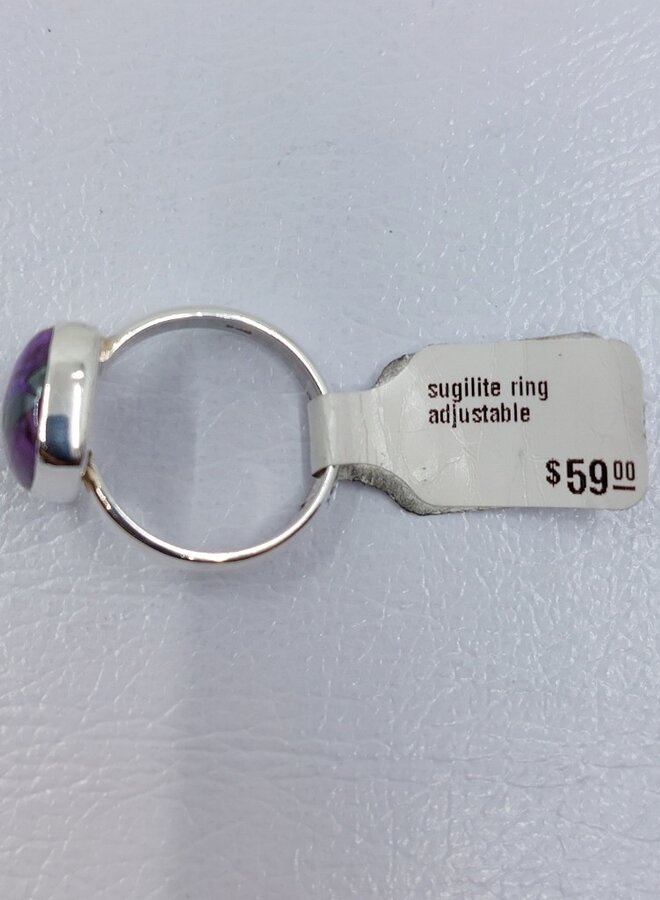 sugilite ring
adjustable
$59 00